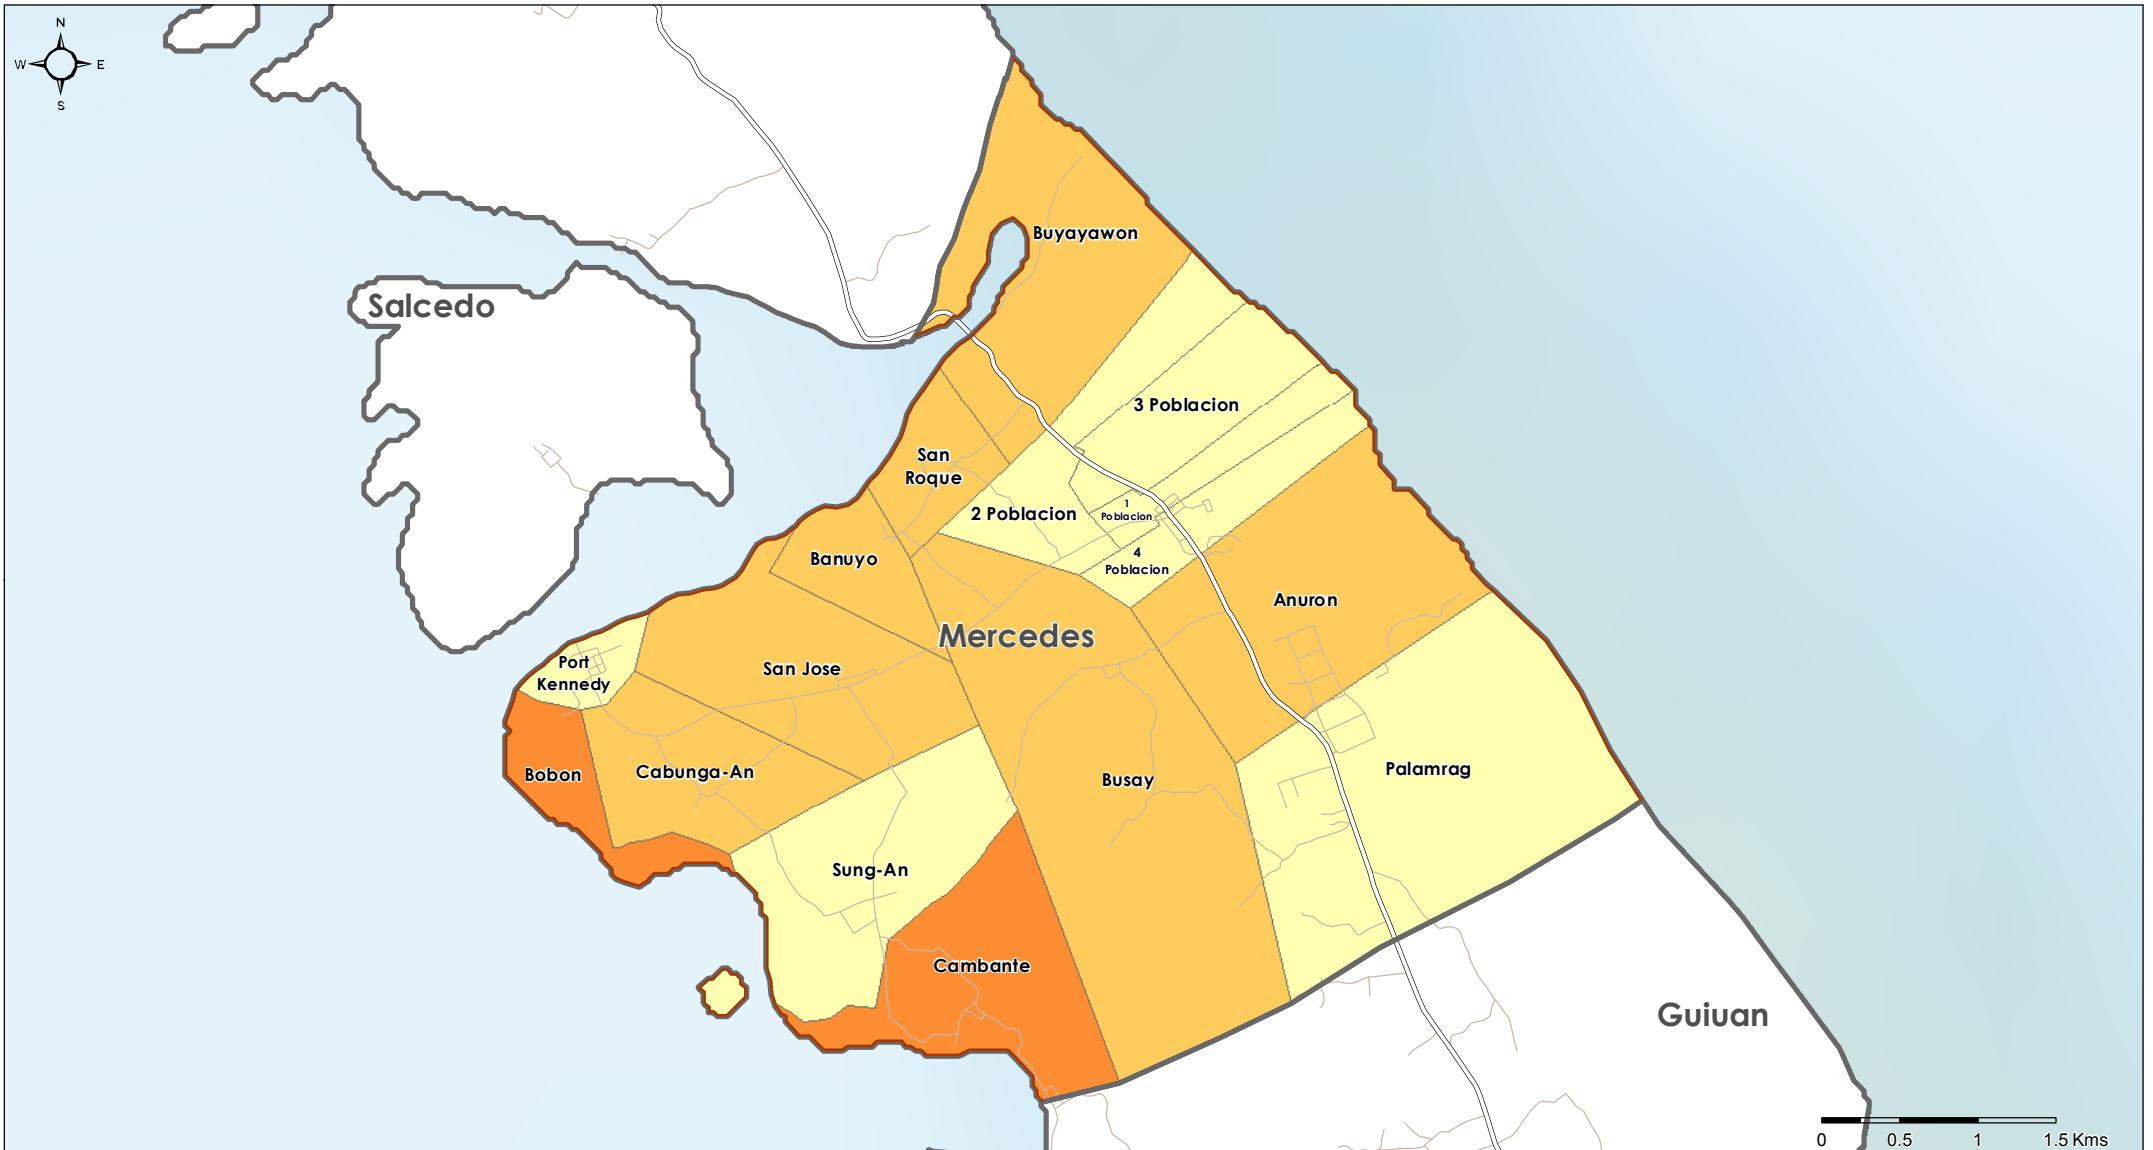 N
W E
S
Buyayawon
Salcedo
3 Poblacion
San
Roque
1
Poblacion
2 Poblacion
4
Poblacion
Banuyo
Anuron
Mercedes
Port
Kennedy
San Jose
Bobon
Cabunga-An
Busay
Palamrag
Sung-An
Cambante
Guiuan
0 0.5 1 1.5 Kms